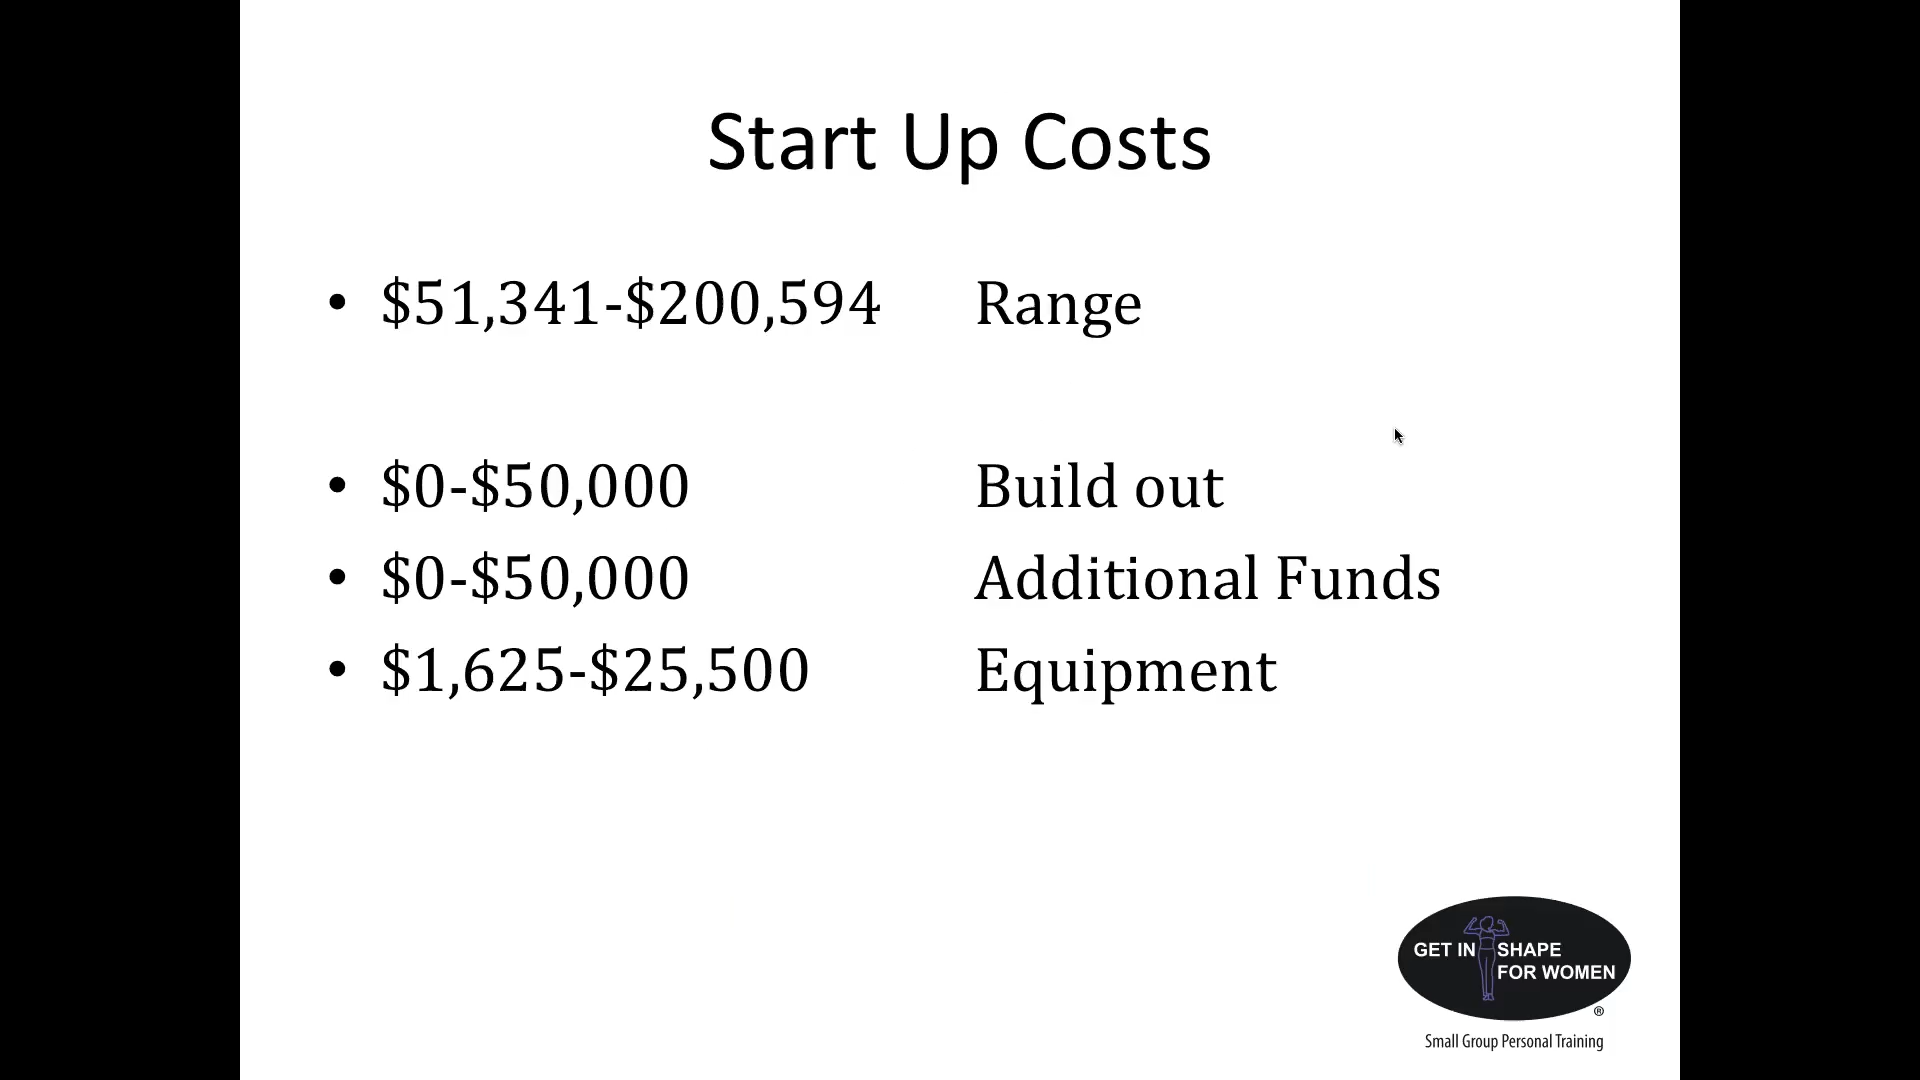 Start Up Costs
• $51,341-$200,594 Range
• $0-$50,000 Build out
• $0-$50,000 Additional Funds
• $1,625-$25,500 Equipment
GET IN SHAPE
FOR WOMEN
®
Small Group Personal Training